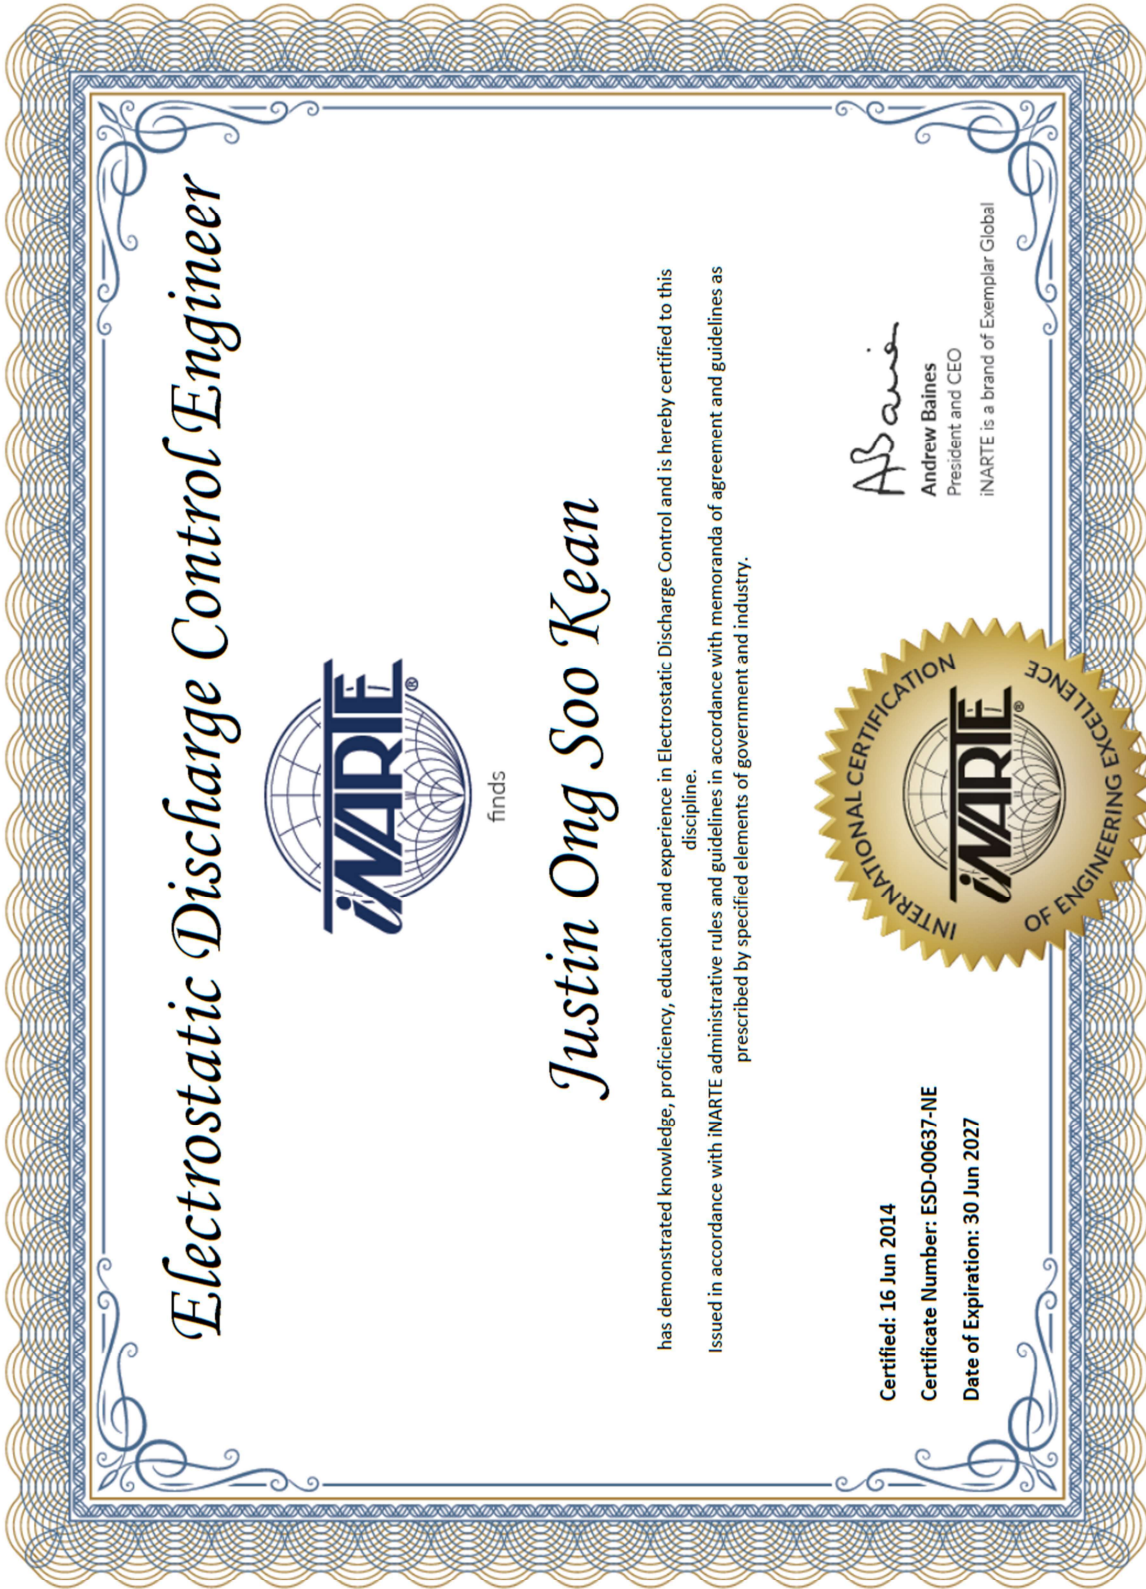 Electrostatic Discharge Control Engineer
iNARTE®
finds
Justin Ong Soo Kean
has demonstrated knowledge, proficiency, education and experience in Electrostatic Discharge Control and is hereby certified to this
discipline.
Issued in accordance with iNARTE administrative rules and guidelines in accordance with memoranda of agreement and guidelines as
prescribed by specified elements of government and industry.
Certified: 16 Jun 2014
Certificate Number: ESD-00637-NE
Date of Expiration: 30 Jun 2027
INTERNATIONAL CERTIFICATION
iNARTE®
OF ENGINEERING EXCELLENCE
ABaines
Andrew Baines
President and CEO
iNARTE is a brand of Exemplar Global